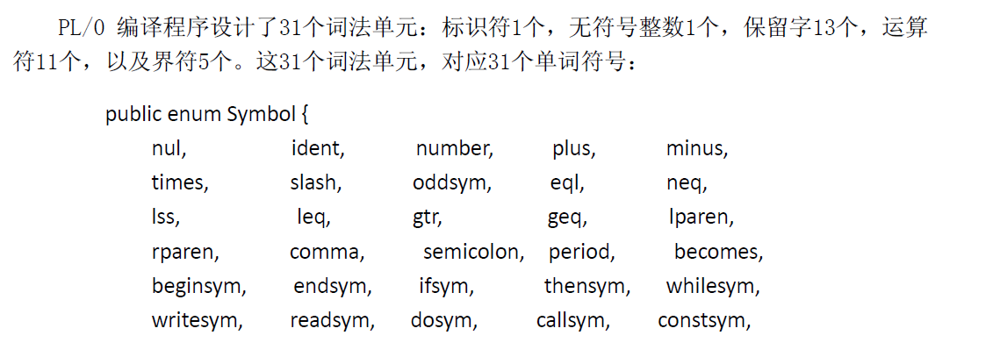 PL/0 编译程序设计了31个词法单元：标识符1个，无符号整数1个，保留字13个，运算
符11个，以及界符5个。这31个词法单元，对应31个单词符号：
public enum Symbol {
nul, ident, number, plus, minus,
times, slash, oddsym, eql, neq,
lss, leq, gtr, geq, lparen,
rparen, comma, semicolon, period, becomes,
beginsym, endsym, ifsym, thensym, whilesym,
writesym, readsym, dosym, callsym, constsym,